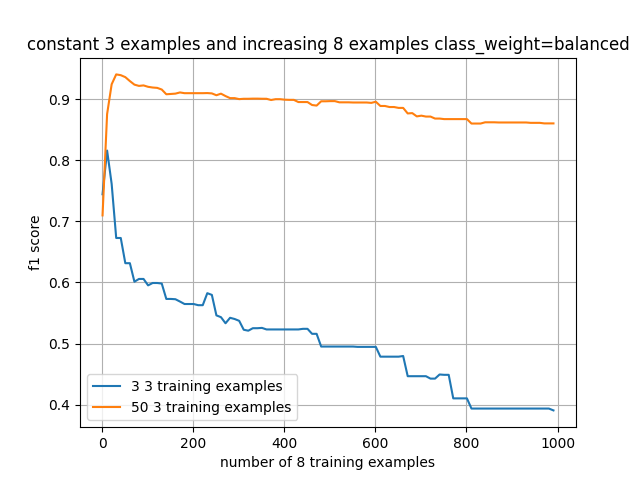 constant 3 examples and increasing 8 examples class_weight=balanced
f1 score
0.9
0.8
0.7
0.6
0.5
0.4
3 3 training examples
50 3 training examples
0 200 400 600 800 1000
number of 8 training examples